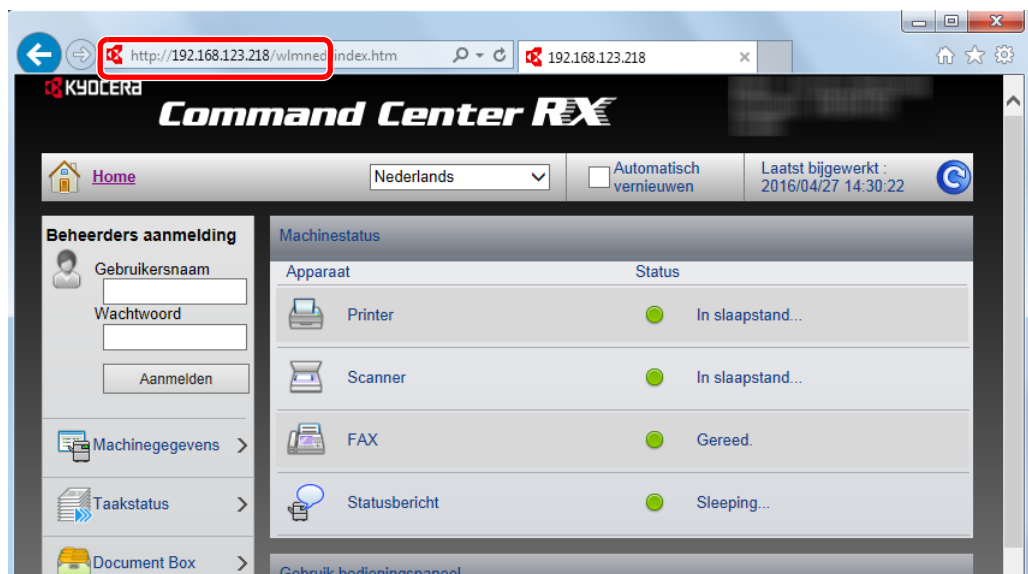 http://192.168.123.218/wlmned/index.htm
192.168.123.218
KYOCERA
Command Center RX
Home
Nederlands
Automatisch
vernieuwen
Laatst bijgewerkt :
2016/04/27 14:30:22
Beheerders aanmelding
Gebruikersnaam
Wachtwoord
Aanmelden
Machinegegevens
Taakstatus
Document Box
Machinestatus
Apparaat Status
Printer In slaapstand...
Scanner In slaapstand...
FAX Gereed.
Statusbericht Sleeping...
Gebruik bedieningspaneel